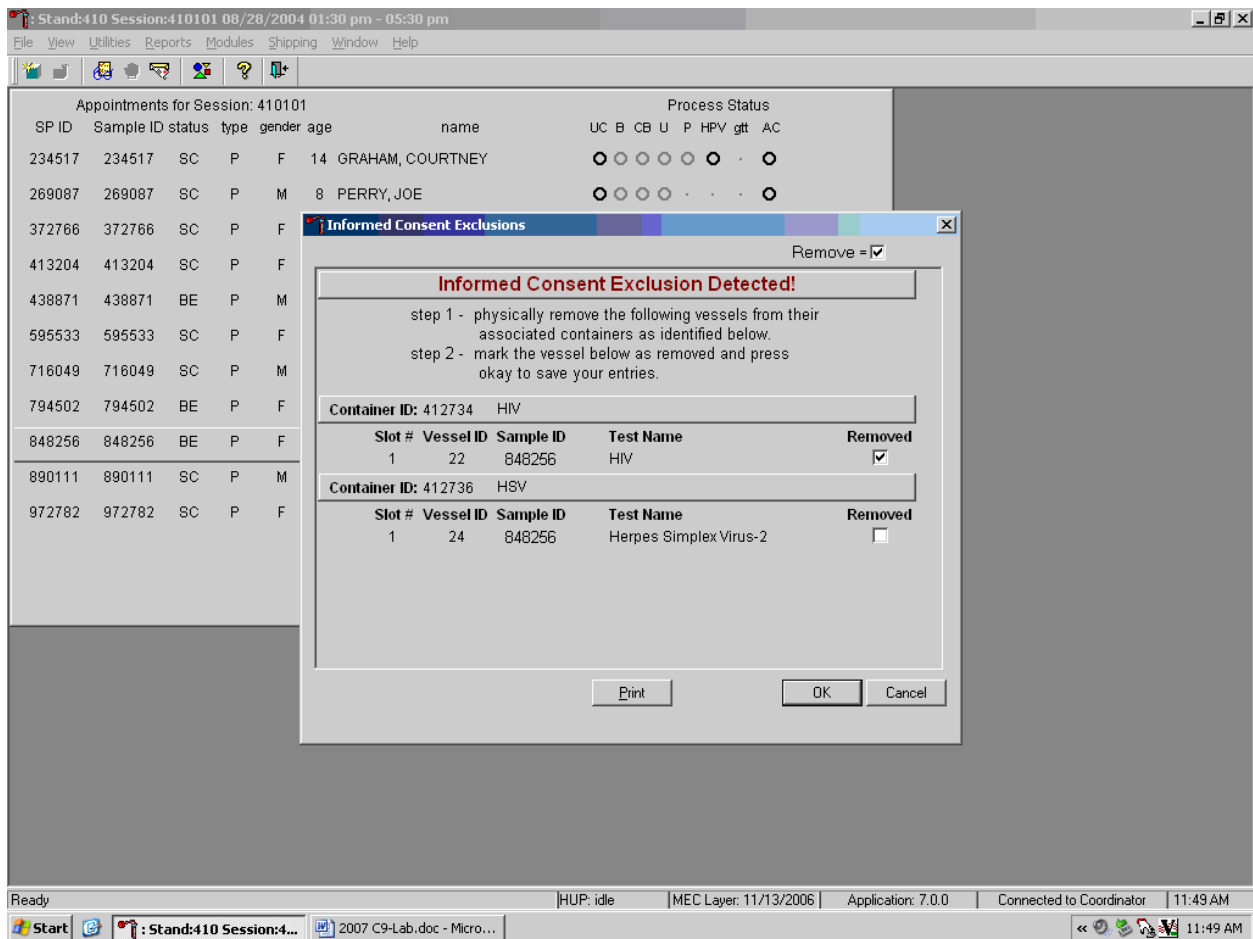 : Stand:410 Session:410101 08/28/2004 01:30 pm - 05:30 pm
File View Utilities Reports Modules Shipping Window Help
Appointments for Session: 410101 Process Status
SP ID Sample ID status type gender age name UC B CB U P HPV gtt AC
234517 234517 SC P F 14 GRAHAM, COURTNEY
269087 269087 SC P M 8 PERRY, JOE
372766 372766 SC P F
413204 413204 SC P F
438871 438871 BE P M
595533 595533 SC P F
716049 716049 SC P M
794502 794502 BE P F
848256 848256 BE P F
890111 890111 SC P M
972782 972782 SC P F
Informed Consent Exclusions
Remove =
Informed Consent Exclusion Detected!
step 1 - physically remove the following vessels from their
associated containers as identified below.
step 2 - mark the vessel below as removed and press
okay to save your entries.
Container ID: 412734 HIV
Slot # Vessel ID Sample ID Test Name Removed
1 22 848256 HIV
Container ID: 412736 HSV
Slot # Vessel ID Sample ID Test Name Removed
1 24 848256 Herpes Simplex Virus-2
Print OK Cancel
Ready HUP: idle MEC Layer: 11/13/2006 Application: 7.0.0 Connected to Coordinator 11:49 AM
Start : Stand:410 Session:4... 2007 C9-Lab.doc - Micro... « 11:49 AM